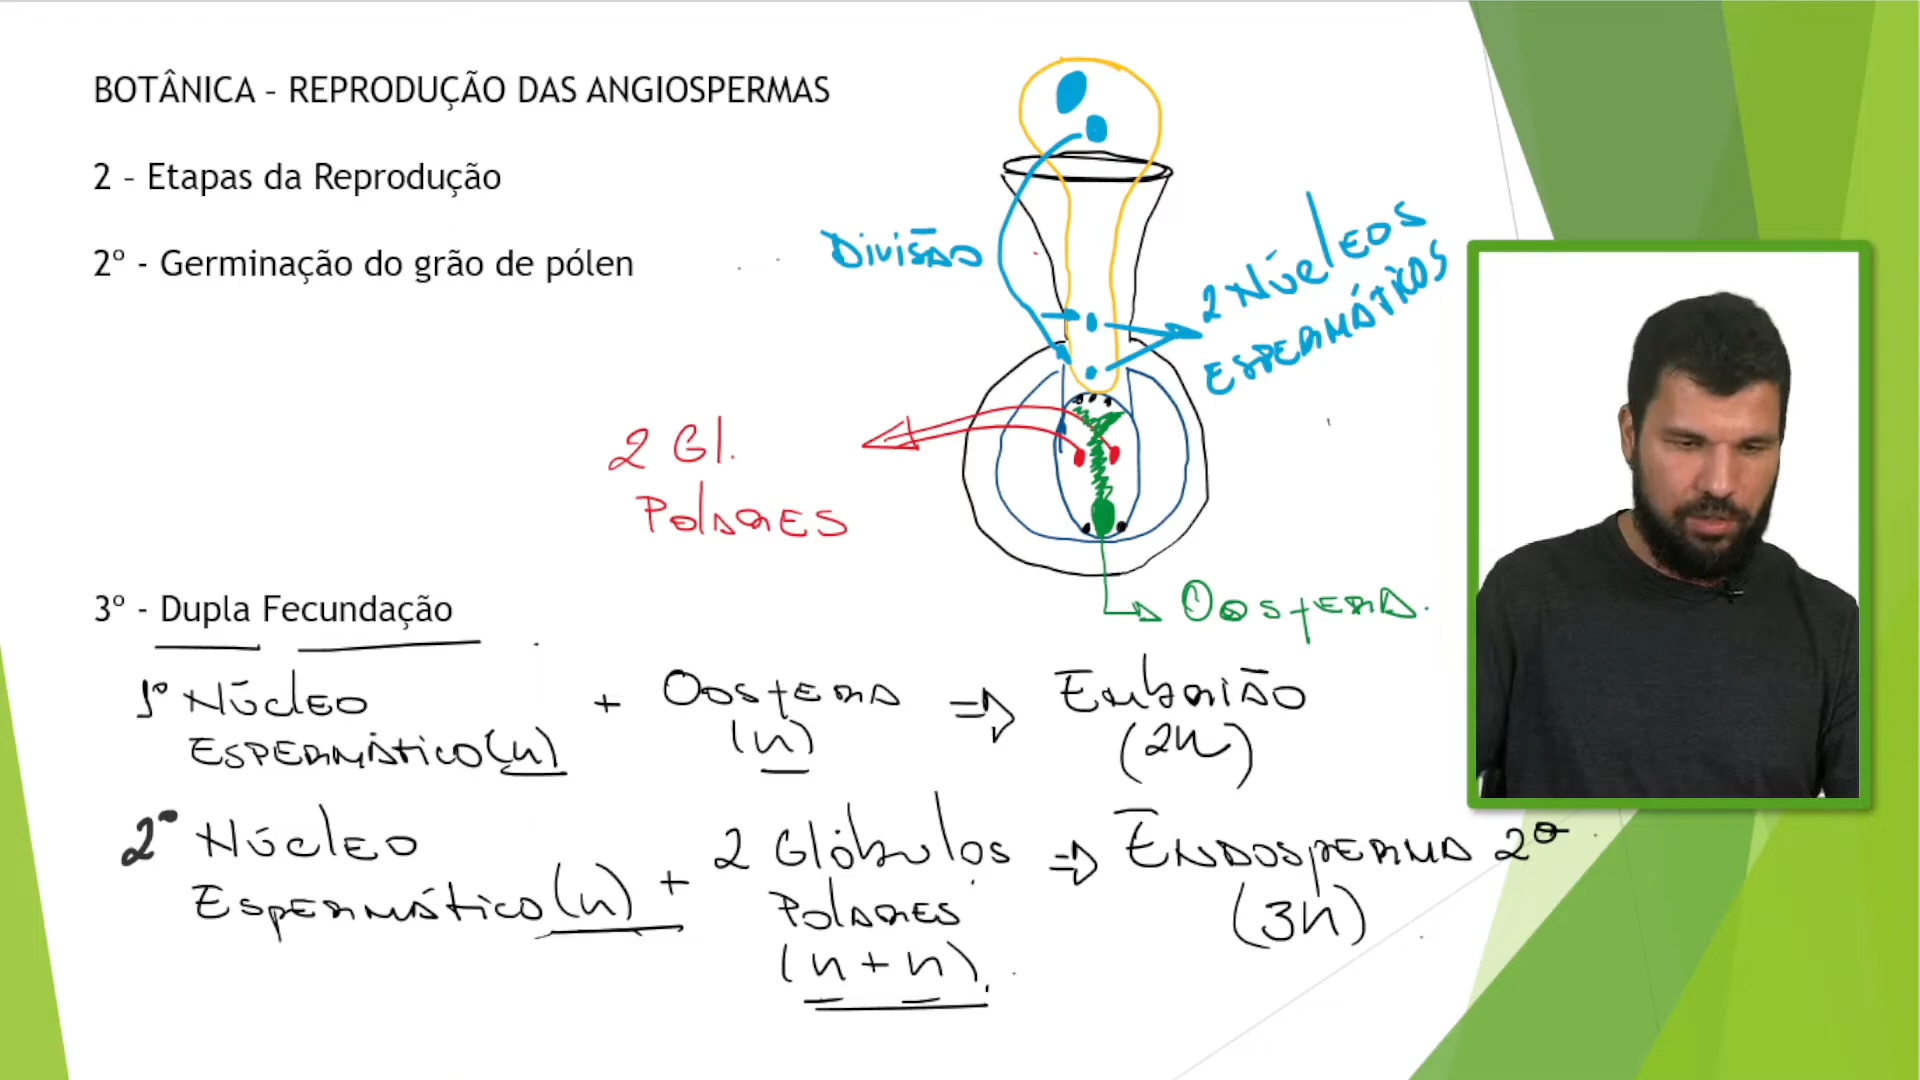 BOTÂNICA – REPRODUÇÃO DAS ANGIOSPERMAS
2 – Etapas da Reprodução
2º - Germinação do grão de pólen
Divisão
2 Núcleos
Espermáticos
2 Gl.
Polares
Oosfera.
3º - Dupla Fecundação
1º Núcleo + Oosfera ⇒ Embrião
Espermático (n) (n) (2n)
2º Núcleo + 2 Glóbulos ⇒ Endosperma 2º
Espermático (n) Polares (3n)
(n + n).